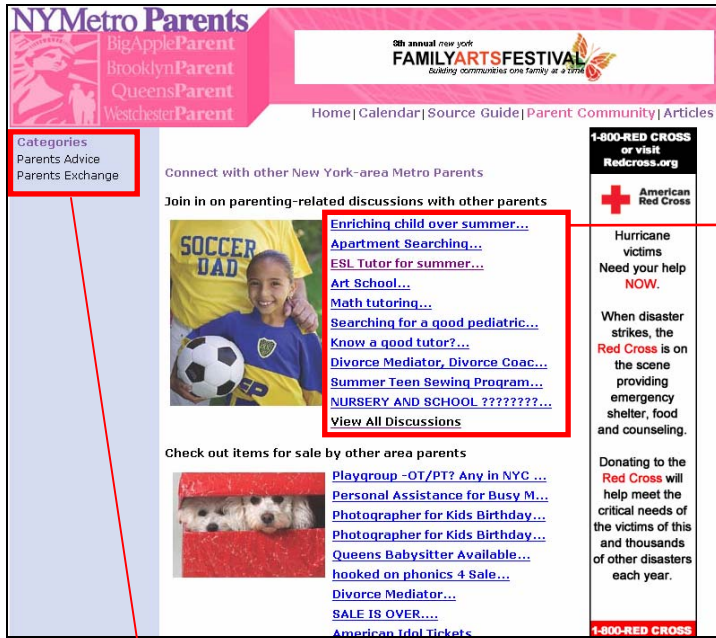 NYMetro Parents
BigAppleParent
BrooklynParent
QueensParent
WestchesterParent
8th annual new york
FAMILYARTSFESTIVAL
Building communities one family at a time
Home|Calendar|Source Guide|Parent Community|Articles
Categories
Parents Advice
Parents Exchange
Connect with other New York-area Metro Parents
Join in on parenting-related discussions with other parents
SOCCER
DAD
Enriching child over summer...
Apartment Searching...
ESL Tutor for summer...
Art School...
Math tutoring...
Searching for a good pediatric...
Know a good tutor?...
Divorce Mediator, Divorce Coac...
Summer Teen Sewing Program...
NURSERY AND SCHOOL ????????...
View All Discussions
Check out items for sale by other area parents
Playgroup -OT/PT? Any in NYC ...
Personal Assistance for Busy M...
Photographer for Kids Birthday...
Photographer for Kids Birthday...
Queens Babysitter Available...
hooked on phonics 4 Sale...
Divorce Mediator...
SALE IS OVER....
American Idol Tickets
1-800-RED CROSS
or visit
Redcross.org
American
Red Cross
Hurricane
victims
Need your help
NOW.
When disaster
strikes, the
Red Cross is on
the scene
providing
emergency
shelter, food
and counseling.
Donating to the
Red Cross will
help meet the
critical needs of
the victims of this
and thousands
of other disasters
each year.
1-800-RED CROSS